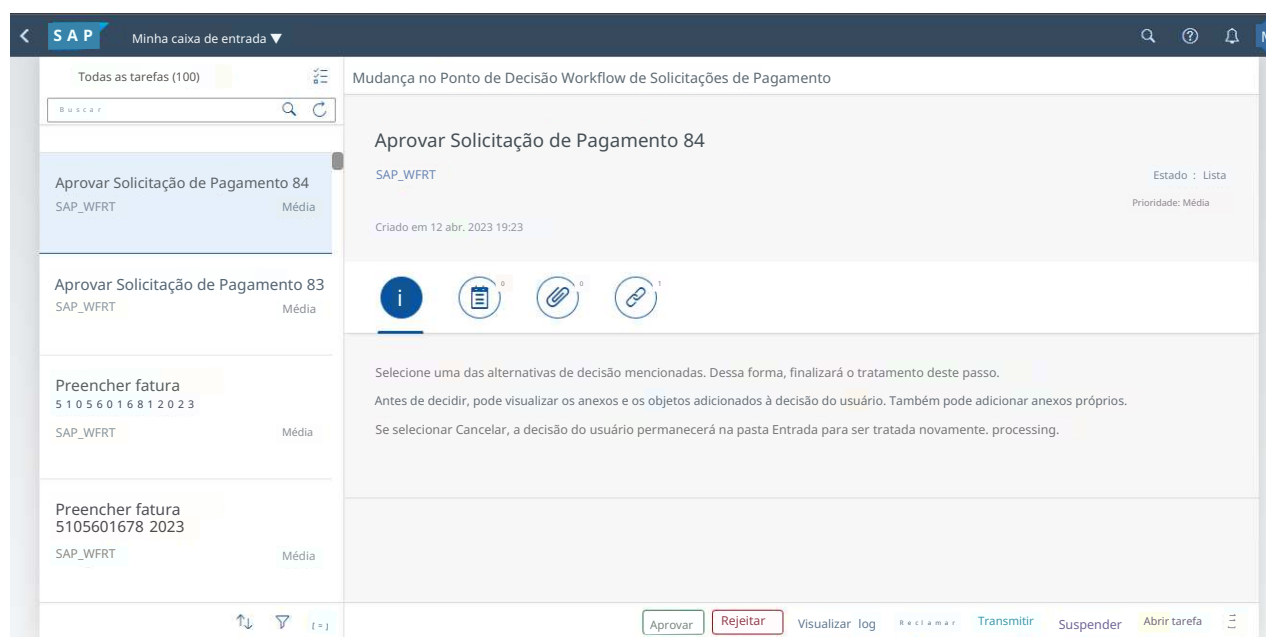 SAP Minha caixa de entrada ▼
Todas as tarefas (100)
Buscar
Aprovar Solicitação de Pagamento 84
SAP_WFRT Média
Aprovar Solicitação de Pagamento 83
SAP_WFRT Média
Preencher fatura
51056016812023
SAP_WFRT Média
Preencher fatura
5105601678 2023
SAP_WFRT Média
Mudança no Ponto de Decisão Workflow de Solicitações de Pagamento
Aprovar Solicitação de Pagamento 84
SAP_WFRT
Estado : Lista
Prioridade: Média
Criado em 12 abr. 2023 19:23
0 0 1
Selecione uma das alternativas de decisão mencionadas. Dessa forma, finalizará o tratamento deste passo.
Antes de decidir, pode visualizar os anexos e os objetos adicionados à decisão do usuário. Também pode adicionar anexos próprios.
Se selecionar Cancelar, a decisão do usuário permanecerá na pasta Entrada para ser tratada novamente. processing.
Aprovar Rejeitar Visualizar log Reclamar Transmitir Suspender Abrir tarefa